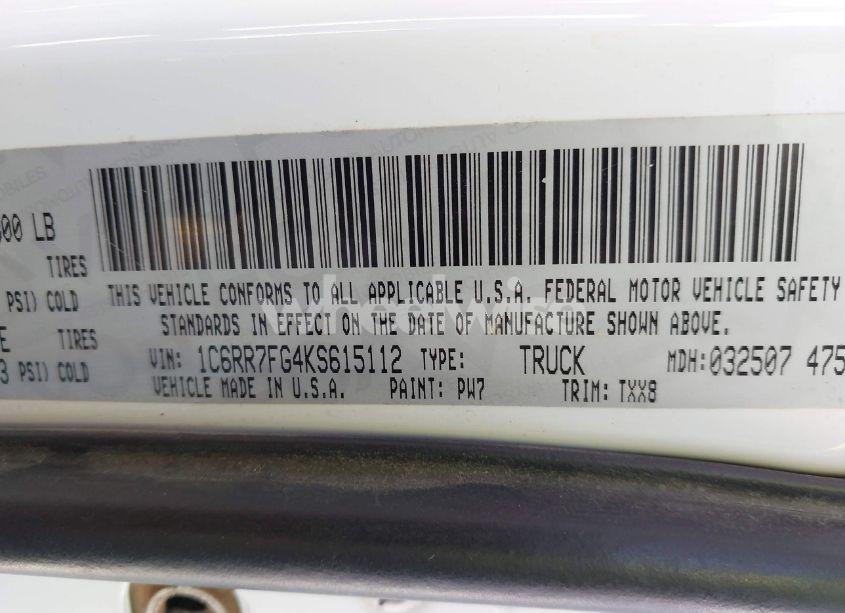 00 LB
TIRES
PSI) COLD
THIS VEHICLE CONFORMS TO ALL APPLICABLE U.S.A. FEDERAL MOTOR VEHICLE SAFETY
STANDARDS IN EFFECT ON THE DATE OF MANUFACTURE SHOWN ABOVE.
E TIRES
3 PSI) COLD
VIN: 1C6RR7FG4KS615112 TYPE: TRUCK MDH: 032507 475
VEHICLE MADE IN U.S.A. PAINT: PW7 TRIM: TXX8